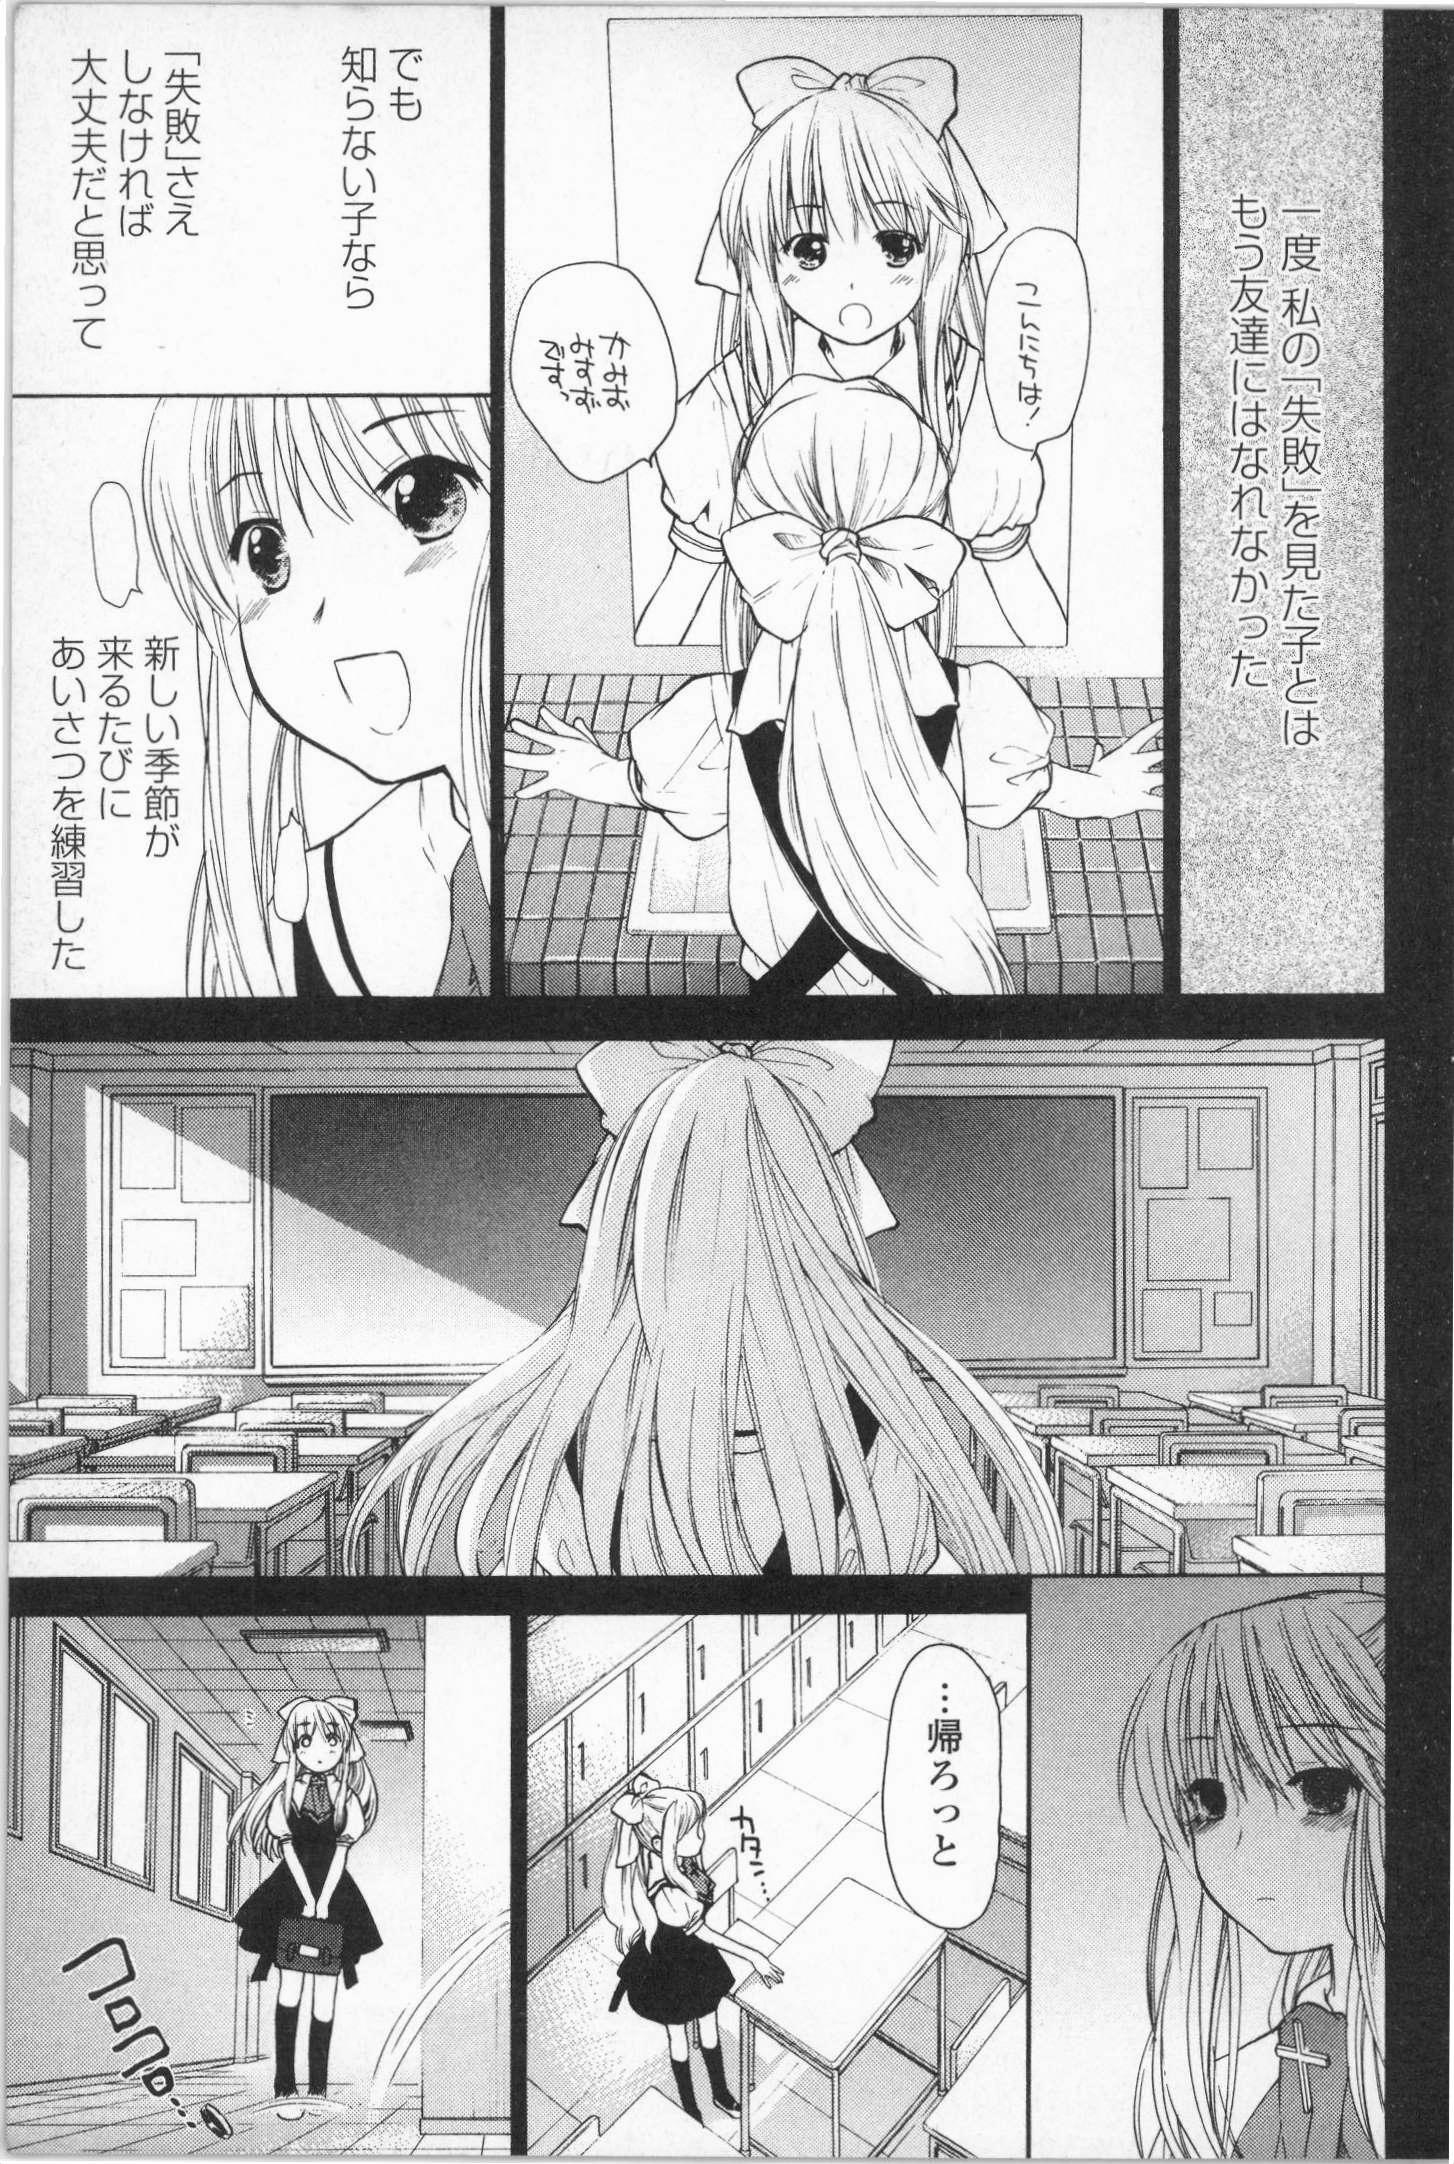 一度 私の「失敗」を見た子とは
もう友達にはなれなかった
こんにちは！
かみお
みすず
ですっ
でも
知らない子なら
「失敗」さえ
しなければ
大丈夫だと思って
新しい季節が
来るたびに
あいさつを練習した
…帰ろっと
カタン…
コロコロ…